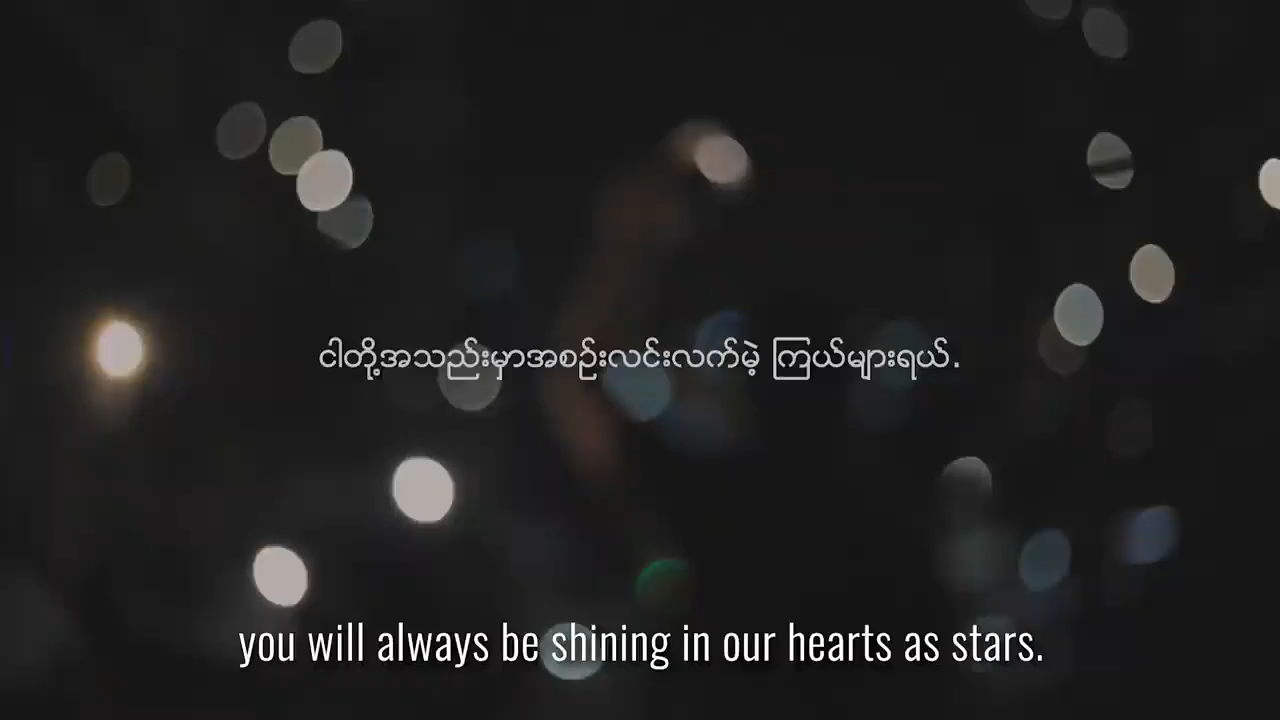 ငါတို့အသည်းမှာအစဉ်းလင်းလက်မဲ့ ကြယ်များရယ်.
you will always be shining in our hearts as stars.